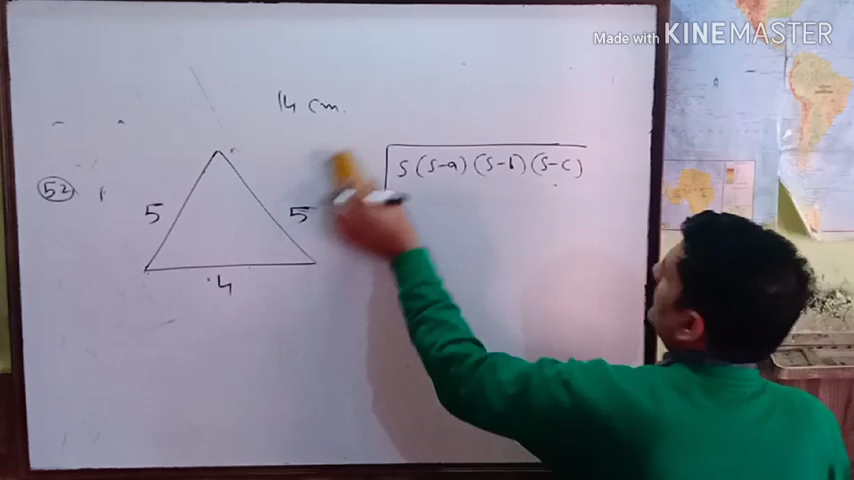 Made with KINEMASTER
14 cm.
S(S-a)(S-b)(S-c)
52
5
5
4